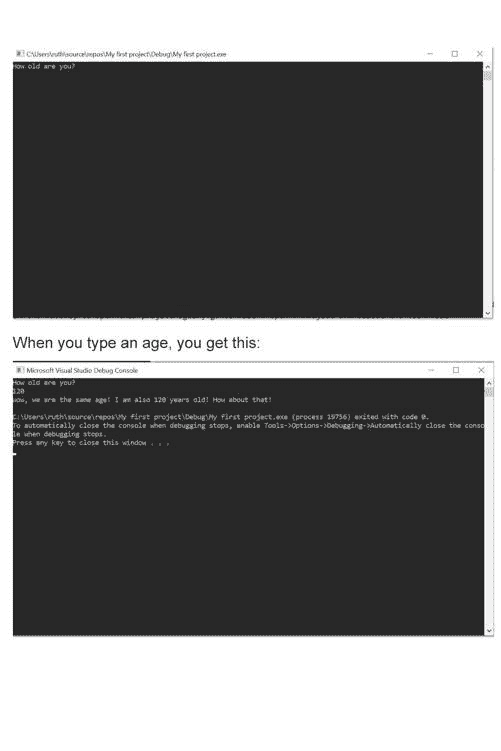 C:\Users\ruth\source\repos\My first project\Debug\My first project.exe
How old are you?
When you type an age, you get this:
Microsoft Visual Studio Debug Console
How old are you?
120
wow, we are the same age! I am also 120 years old! How about that!
C:\Users\ruth\source\repos\My first project\Debug\My first project.exe (process 19756) exited with code 0.
To automatically close the console when debugging stops, enable Tools->Options->Debugging->Automatically close the conso
le when debugging stops.
Press any key to close this window . . .